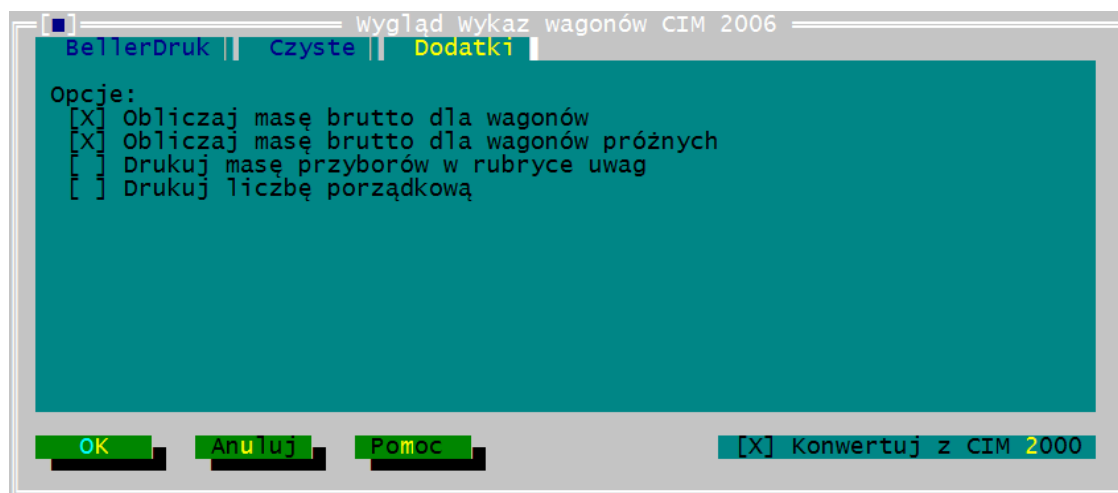 [■] Wygląd Wykaz wagonów CIM 2006
BellerDruk Czyste Dodatki
Opcje:
[X] Obliczaj masę brutto dla wagonów
[X] Obliczaj masę brutto dla wagonów próżnych
[ ] Drukuj masę przyborów w rubryce uwag
[ ] Drukuj liczbę porządkową
OK Anuluj Pomoc [X] Konwertuj z CIM 2000